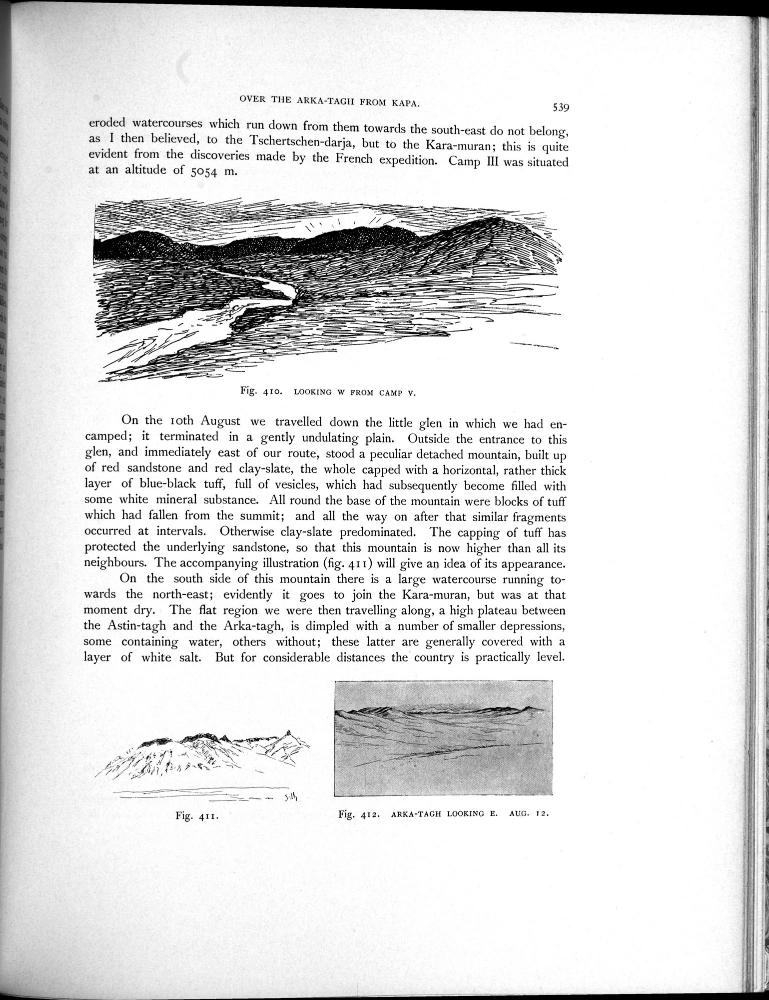 OVER THE ARKA-TAGH FROM KAPA.
539
eroded watercourses which run down from them towards the south-east do not belong,
as I then believed, to the Tschertschen-darja, but to the Kara-muran; this is quite
evident from the discoveries made by the French expedition. Camp III was situated
at an altitude of 5054 m.
Fig. 410. LOOKING W FROM CAMP V.
On the 10th August we travelled down the little glen in which we had en-
camped; it terminated in a gently undulating plain. Outside the entrance to this
glen, and immediately east of our route, stood a peculiar detached mountain, built up
of red sandstone and red clay-slate, the whole capped with a horizontal, rather thick
layer of blue-black tuff, full of vesicles, which had subsequently become filled with
some white mineral substance. All round the base of the mountain were blocks of tuff
which had fallen from the summit; and all the way on after that similar fragments
occurred at intervals. Otherwise clay-slate predominated. The capping of tuff has
protected the underlying sandstone, so that this mountain is now higher than all its
neighbours. The accompanying illustration (fig. 411) will give an idea of its appearance.
On the south side of this mountain there is a large watercourse running to-
wards the north-east; evidently it goes to join the Kara-muran, but was at that
moment dry. The flat region we were then travelling along, a high plateau between
the Astin-tagh and the Arka-tagh, is dimpled with a number of smaller depressions,
some containing water, others without; these latter are generally covered with a
layer of white salt. But for considerable distances the country is practically level.
Fig. 411.
Fig. 412. ARKA-TAGH LOOKING E. AUG. 12.